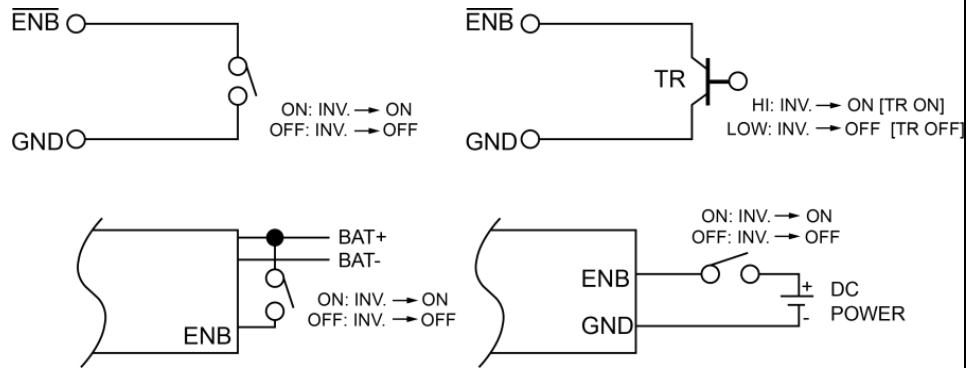 E̅N̅B̅
GND
ON: INV. → ON
OFF: INV. → OFF
E̅N̅B̅
TR
GND
HI: INV. → ON [TR ON]
LOW: INV. → OFF [TR OFF]
BAT+
BAT-
ENB
ON: INV. → ON
OFF: INV. → OFF
ON: INV. → ON
OFF: INV. → OFF
ENB
GND
+
-
DC
POWER